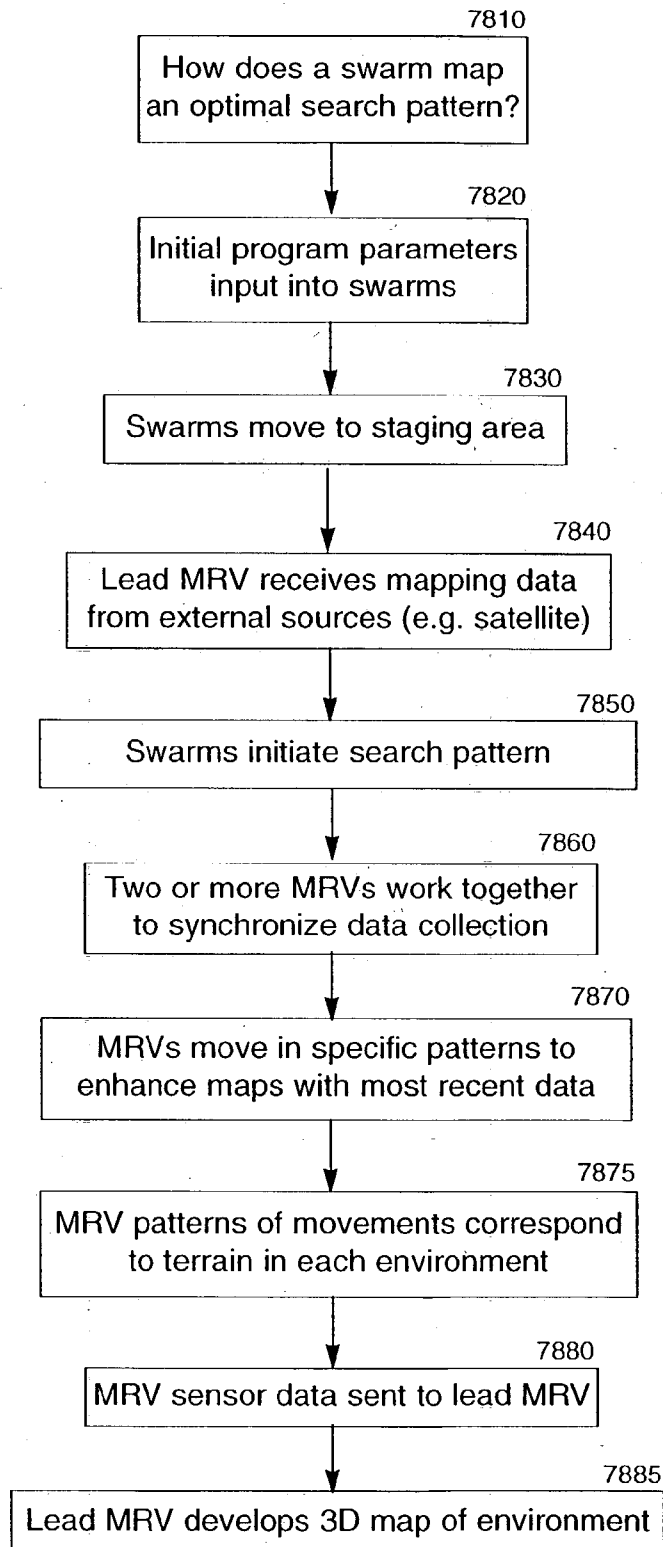 7810
How does a swarm map
an optimal search pattern?
7820
Initial program parameters
input into swarms
7830
Swarms move to staging area
7840
Lead MRV receives mapping data
from external sources (e.g. satellite)
7850
Swarms initiate search pattern
7860
Two or more MRVs work together
to synchronize data collection
7870
MRVs move in specific patterns to
enhance maps with most recent data
7875
MRV patterns of movements correspond
to terrain in each environment
7880
MRV sensor data sent to lead MRV
7885
Lead MRV develops 3D map of environment